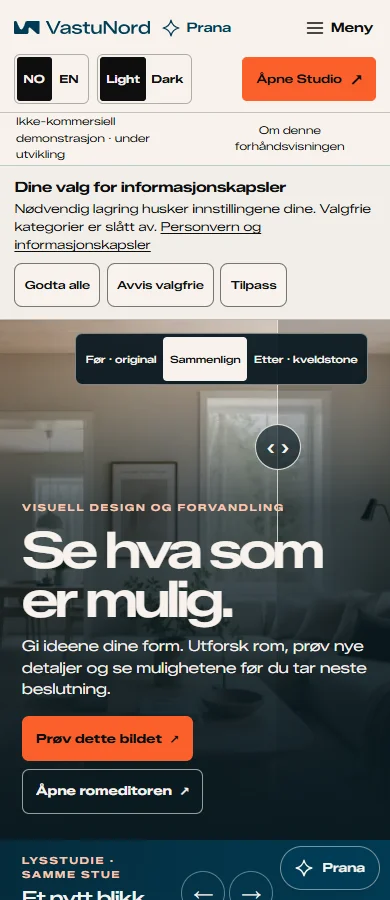 VastuNord Prana Meny
NO EN Light Dark Åpne Studio ↗
Ikke-kommersiell
demonstrasjon · under
utvikling
Om denne
forhåndsvisningen
Dine valg for informasjonskapsler
Nødvendig lagring husker innstillingene dine. Valgfrie
kategorier er slått av. Personvern og
informasjonskapsler
Godta alle Avvis valgfrie Tilpass
Før · original Sammenlign Etter · kveldstone
VISUELL DESIGN OG FORVANDLING
Se hva som
er mulig.
Gi ideene dine form. Utforsk rom, prøv nye
detaljer og se mulighetene før du tar neste
beslutning.
Prøv dette bildet ↗
Åpne romeditoren ↗
LYSSTUDIE ·
SAMME STUE
Et nytt blikk
← →
Prana